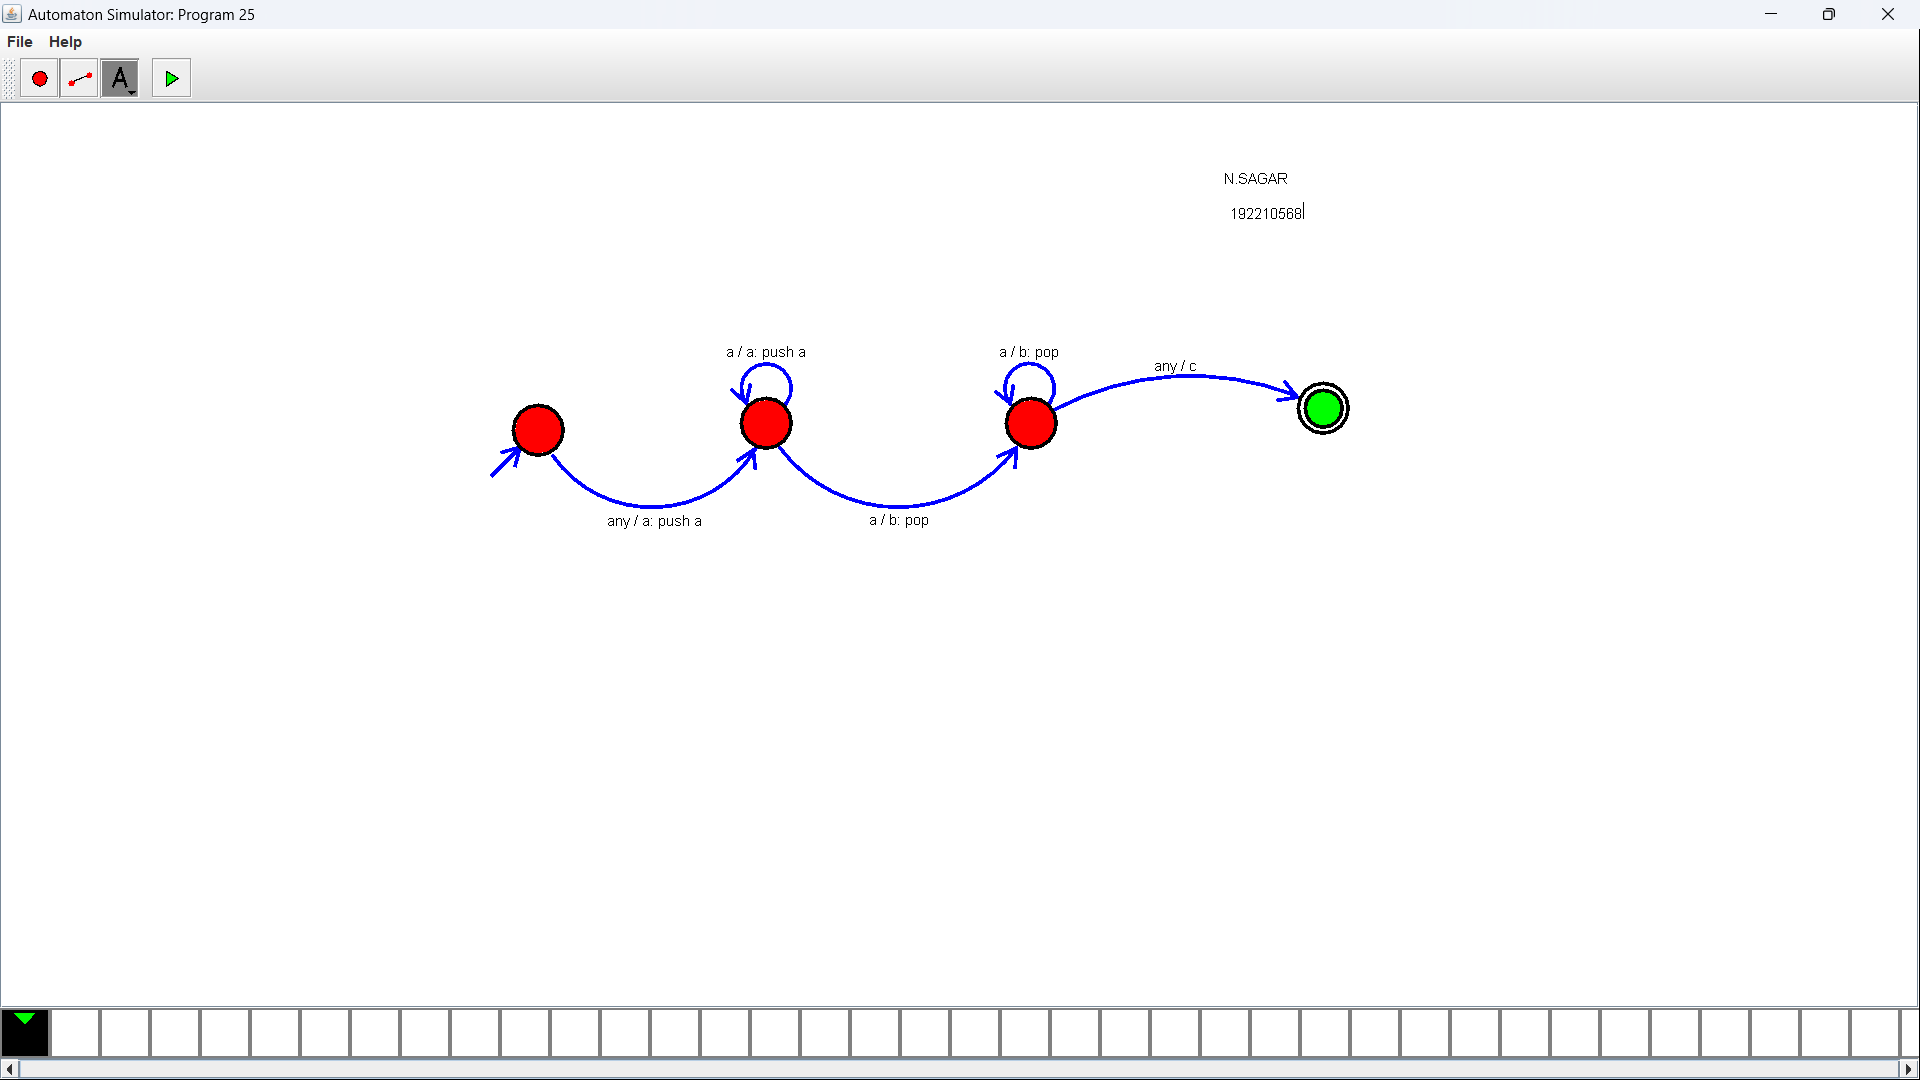 Automaton Simulator: Program 25
File Help
A
N.SAGAR
192210568
a / a: push a
a / b: pop
any / c
any / a: push a
a / b: pop